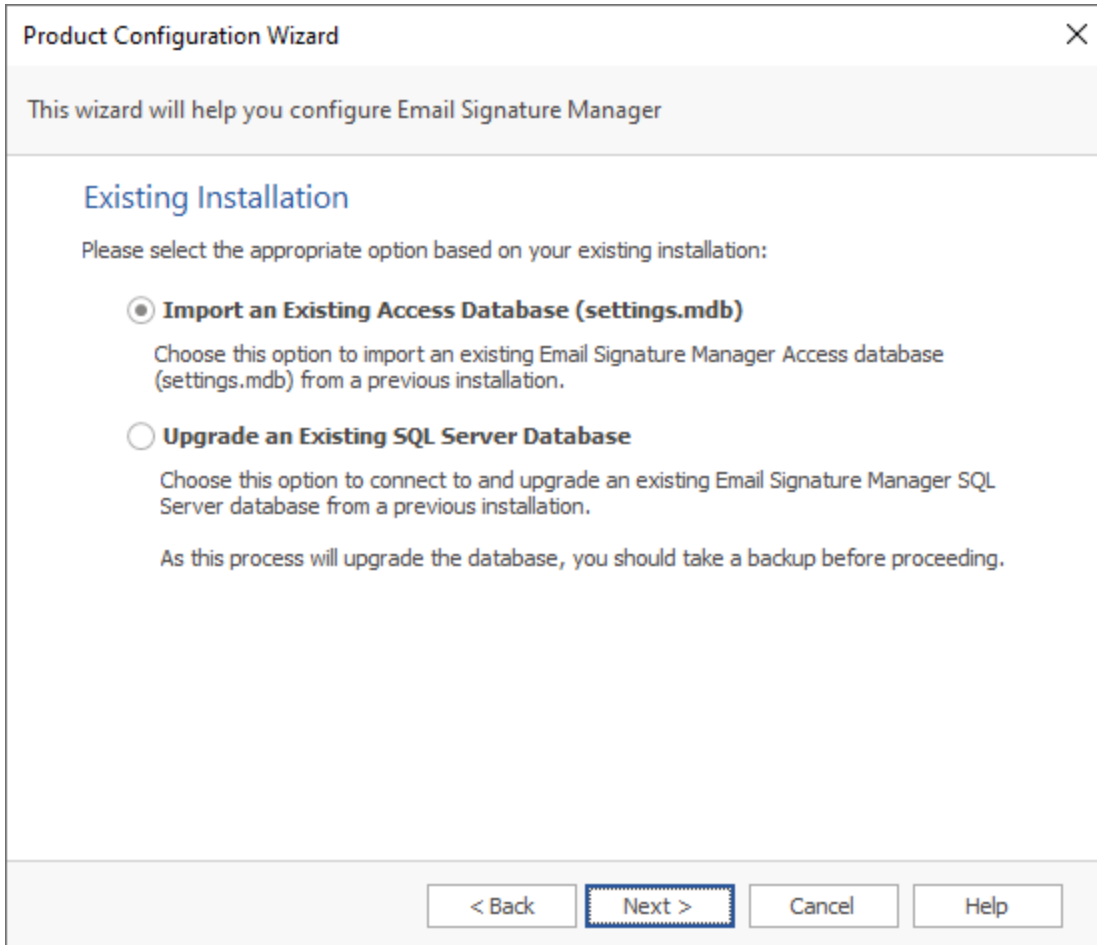 Product Configuration Wizard
This wizard will help you configure Email Signature Manager
Existing Installation
Please select the appropriate option based on your existing installation:
Import an Existing Access Database (settings.mdb)
Choose this option to import an existing Email Signature Manager Access database
(settings.mdb) from a previous installation.
Upgrade an Existing SQL Server Database
Choose this option to connect to and upgrade an existing Email Signature Manager SQL
Server database from a previous installation.
As this process will upgrade the database, you should take a backup before proceeding.
< Back Next > Cancel Help